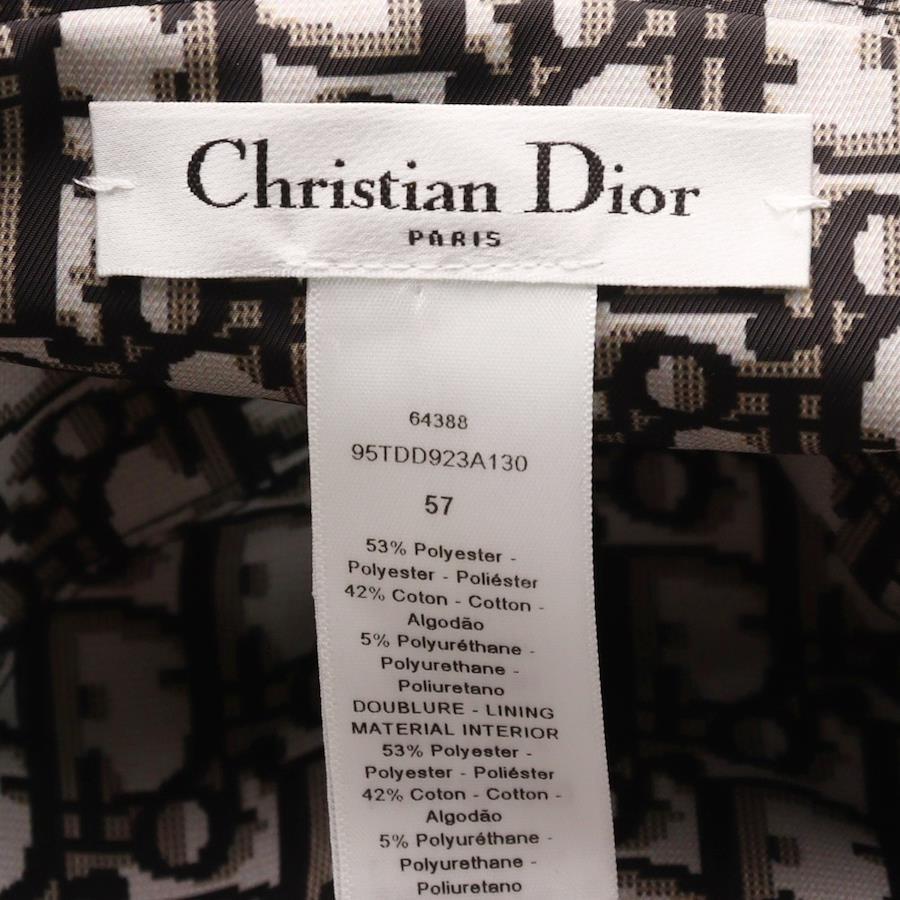 Christian Dior
PARIS
64388
95TDD923A130
57
53% Polyester -
Polyester - Poliéster
42% Coton - Cotton -
Algodão
5% Polyuréthane -
Polyurethane -
Poliuretano
DOUBLURE - LINING
MATERIAL INTERIOR
53% Polyester -
Polyester - Poliéster
42% Coton - Cotton -
Algodão
5% Polyuréthane -
Polyurethane -
Poliuretano